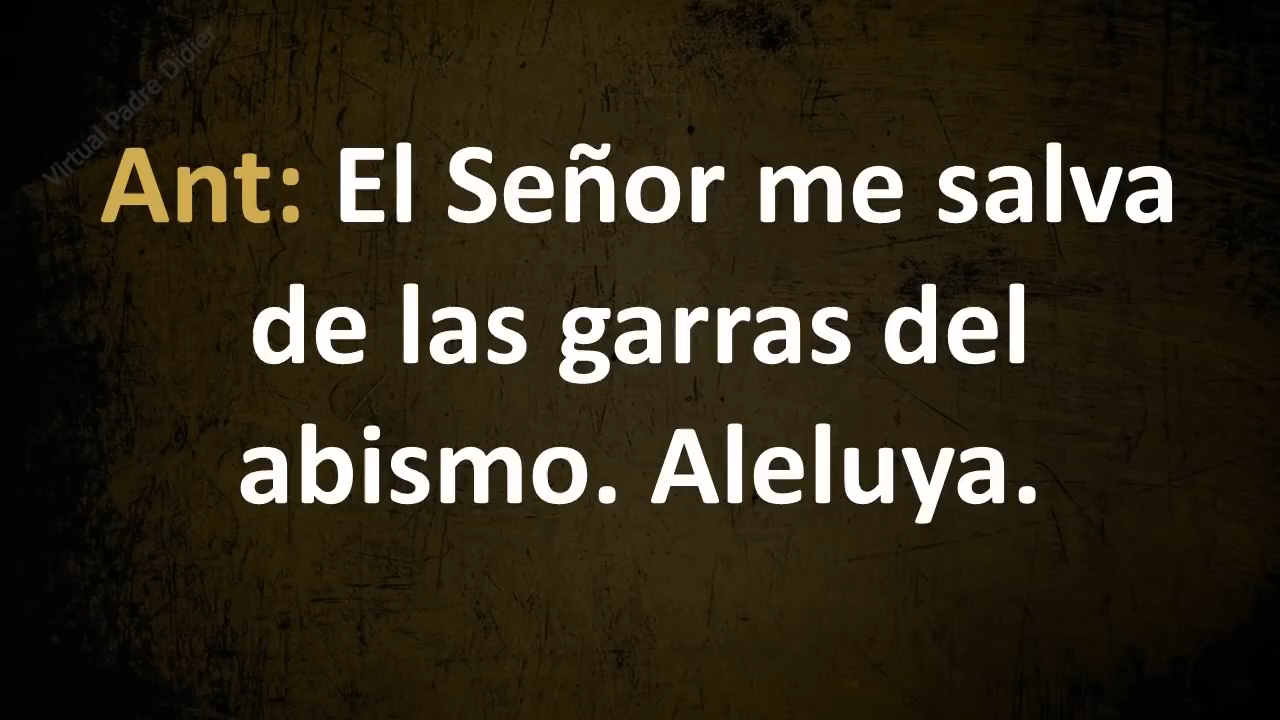 Virtual Padre Didier
Ant: El Señor me salva
de las garras del
abismo. Aleluya.